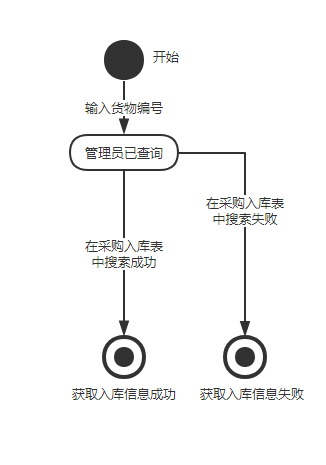 开始
输入货物编号
管理员已查询
在采购入库表
中搜索失败
在采购入库表
中搜索成功
获取入库信息成功
获取入库信息失败